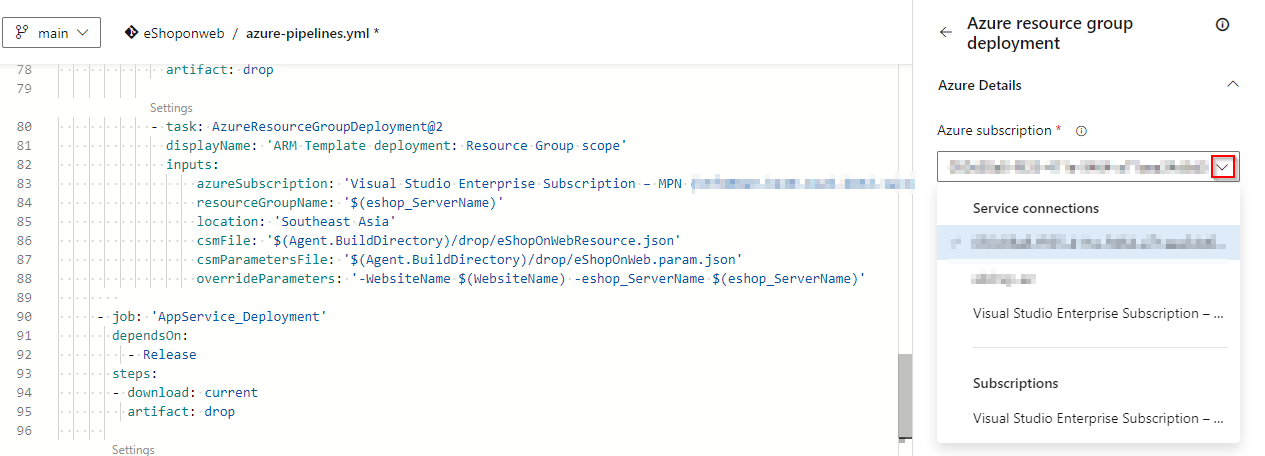 main
eShoponweb / azure-pipelines.yml *
78 artifact: drop
79
Settings
80 - task: AzureResourceGroupDeployment@2
81 displayName: 'ARM Template deployment: Resource Group scope'
82 inputs:
83 azureSubscription: 'Visual Studio Enterprise Subscription – MPN
84 resourceGroupName: '$(eshop_ServerName)'
85 location: 'Southeast Asia'
86 csmFile: '$(Agent.BuildDirectory)/drop/eShopOnWebResource.json'
87 csmParametersFile: '$(Agent.BuildDirectory)/drop/eShopOnWeb.param.json'
88 overrideParameters: '-WebsiteName $(WebsiteName) -eshop_ServerName $(eshop_ServerName)'
89
90 - job: 'AppService_Deployment'
91 dependsOn:
92 - Release
93 steps:
94 - download: current
95 artifact: drop
96
Settings
Azure resource group
deployment
Azure Details
Azure subscription *
Service connections
Visual Studio Enterprise Subscription – ...
Subscriptions
Visual Studio Enterprise Subscription – ...